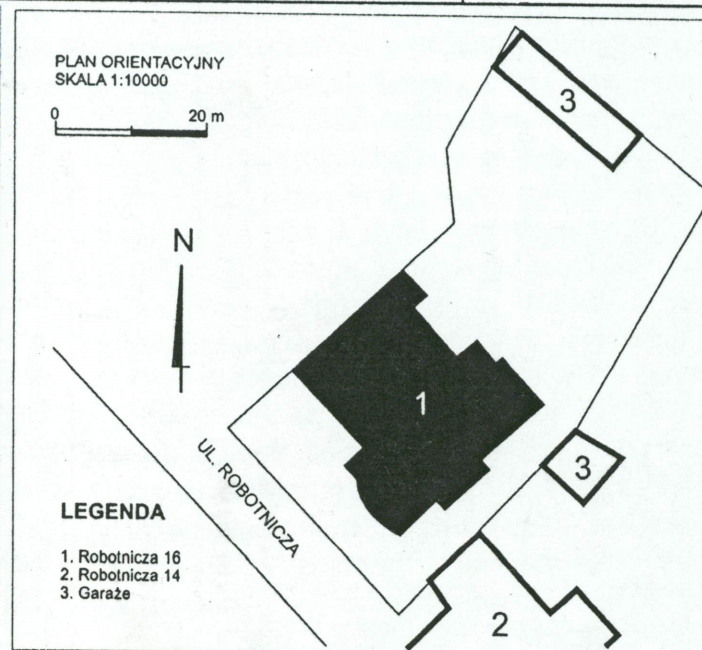 PLAN ORIENTACYJNY
SKALA 1:10000
0 20 m
N
3
1
3
UL. ROBOTNICZA
LEGENDA
1. Robotnicza 16
2. Robotnicza 14
3. Garaże
2